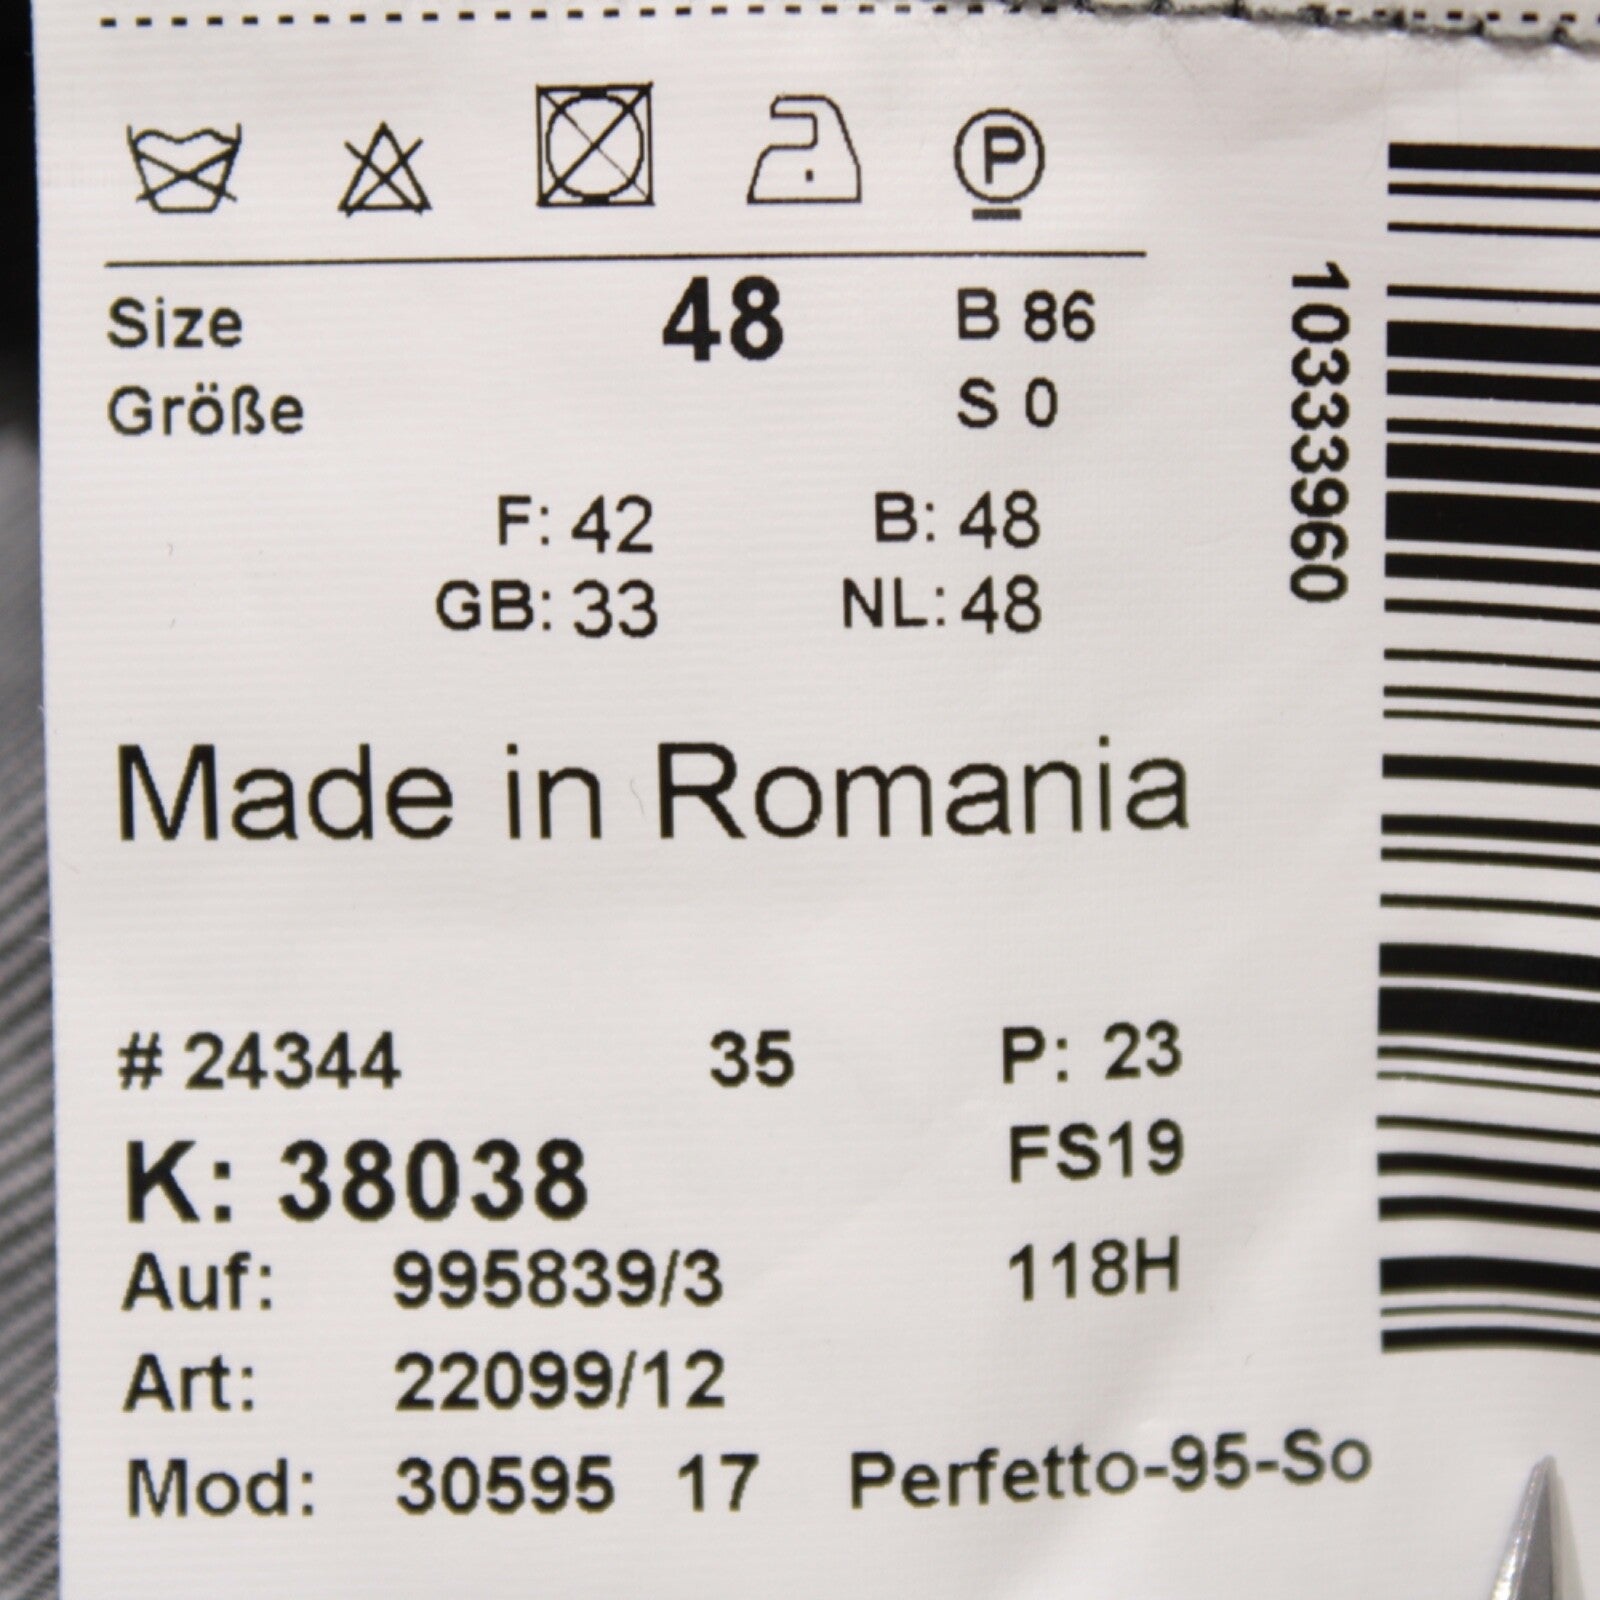 P
Size 48 B 86
Größe S 0
F: 42 B: 48
GB: 33 NL: 48
Made in Romania
# 24344 35 P: 23
K: 38038 FS19
Auf: 995839/3 118H
Art: 22099/12
Mod: 30595 17 Perfetto-95-So
10333960